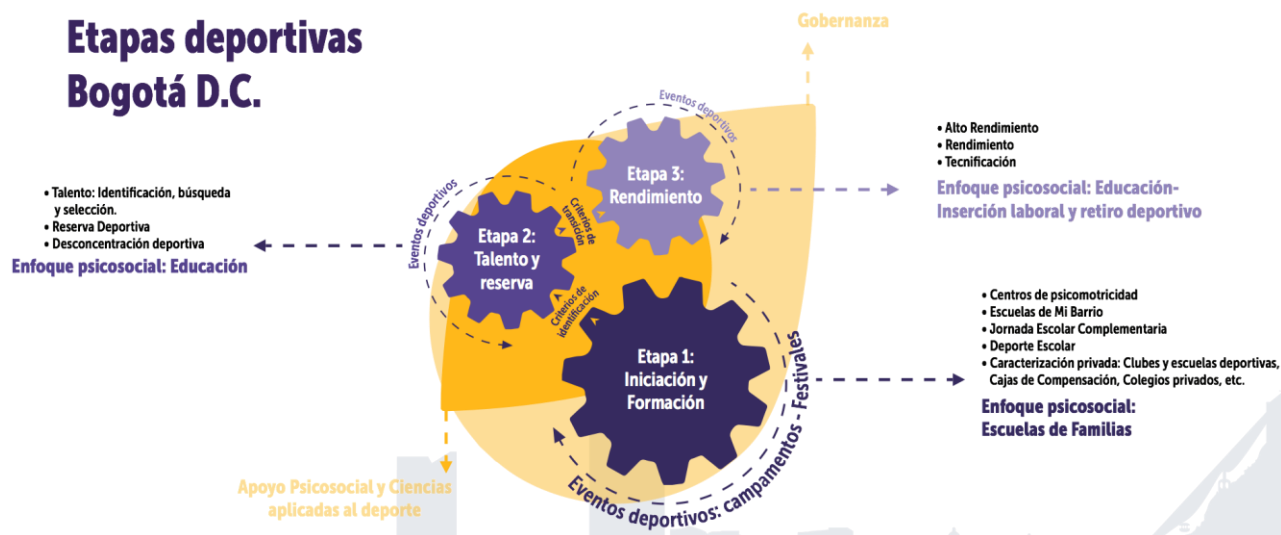 Etapas deportivas
Bogotá D.C.
Gobernanza
Eventos deportivos
Etapa 3:
Rendimiento
• Alto Rendimiento
• Rendimiento
• Tecnificación
Enfoque psicosocial: Educación-
Inserción laboral y retiro deportivo
• Talento: Identificación, búsqueda
y selección.
• Reserva Deportiva
• Desconcentración deportiva
Enfoque psicosocial: Educación
Eventos deportivos
Etapa 2:
Talento y
reserva
Criterios de
transición
Criterios de
identificación
Etapa 1:
Iniciación y
Formación
Eventos deportivos: campamentos - Festivales
• Centros de psicomotricidad
• Escuelas de Mi Barrio
• Jornada Escolar Complementaria
• Deporte Escolar
• Caracterización privada: Clubes y escuelas deportivas,
Cajas de Compensación, Colegios privados, etc.
Enfoque psicosocial:
Escuelas de Familias
Apoyo Psicosocial y Ciencias
aplicadas al deporte